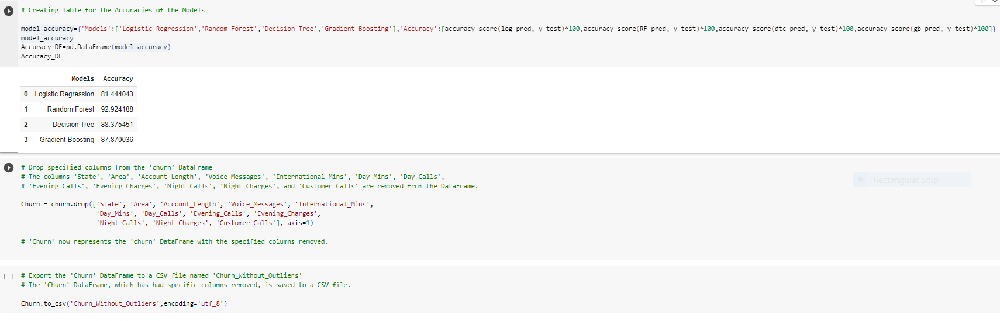 # Creating Table for the Accuracies of the Models
model_accuracy={'Models':['Logistic Regression','Random Forest','Decision Tree','Gradient Boosting'],'Accuracy':[accuracy_score(log_pred, y_test)*100,accuracy_score(RF_pred, y_test)*100,accuracy_score(dtc_pred, y_test)*100,accuracy_score(gb_pred, y_test)*100]}
model_accuracy
Accuracy_DF=pd.DataFrame(model_accuracy)
Accuracy_DF
Models Accuracy
0 Logistic Regression 81.444043
1 Random Forest 92.924188
2 Decision Tree 88.375451
3 Gradient Boosting 87.870036
# Drop specified columns from the 'churn' DataFrame
# The columns 'State', 'Area', 'Account_Length', 'Voice_Messages', 'International_Mins', 'Day_Mins', 'Day_Calls',
# 'Evening_Calls', 'Evening_Charges', 'Night_Calls', 'Night_Charges', and 'Customer_Calls' are removed from the DataFrame.
Rectangular Snip
Churn = churn.drop(['State', 'Area', 'Account_Length', 'Voice_Messages', 'International_Mins',
'Day_Mins', 'Day_Calls', 'Evening_Calls', 'Evening_Charges',
'Night_Calls', 'Night_Charges', 'Customer_Calls'], axis=1)
# 'Churn' now represents the 'churn' DataFrame with the specified columns removed.
[ ] # Export the 'Churn' DataFrame to a CSV file named 'Churn_Without_Outliers'
# The 'Churn' DataFrame, which has had specific columns removed, is saved to a CSV file.
Churn.to_csv('Churn_Without_Outliers',encoding='utf_8')